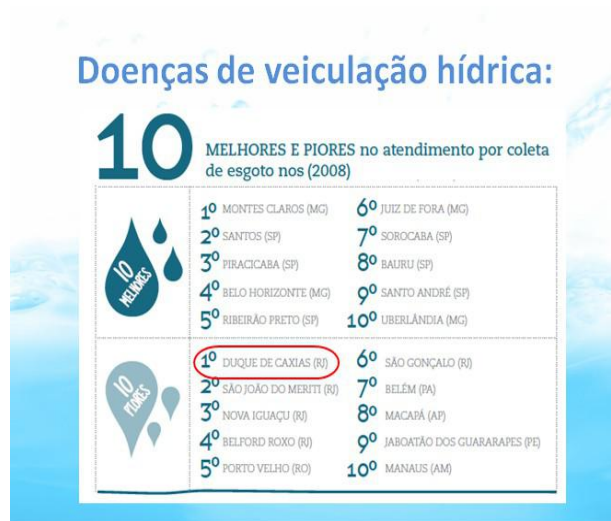 Doenças de veiculação hídrica:
10
MELHORES E PIORES no atendimento por coleta
de esgoto nos (2008)
10
MELHORES
1º MONTES CLAROS (MG)
2º SANTOS (SP)
3º PIRACICABA (SP)
4º BELO HORIZONTE (MG)
5º RIBEIRÃO PRETO (SP)
6º JUIZ DE FORA (MG)
7º SOROCABA (SP)
8º BAURU (SP)
9º SANTO ANDRÉ (SP)
10º UBERLÂNDIA (MG)
10
PIORES
1º DUQUE DE CAXIAS (RJ)
2º SÃO JOÃO DO MERITI (RJ)
3º NOVA IGUAÇU (RJ)
4º BELFORD ROXO (RJ)
5º PORTO VELHO (RO)
6º SÃO GONÇALO (RJ)
7º BELÉM (PA)
8º MACAPÁ (AP)
9º JABOATÃO DOS GUARARAPES (PE)
10º MANAUS (AM)